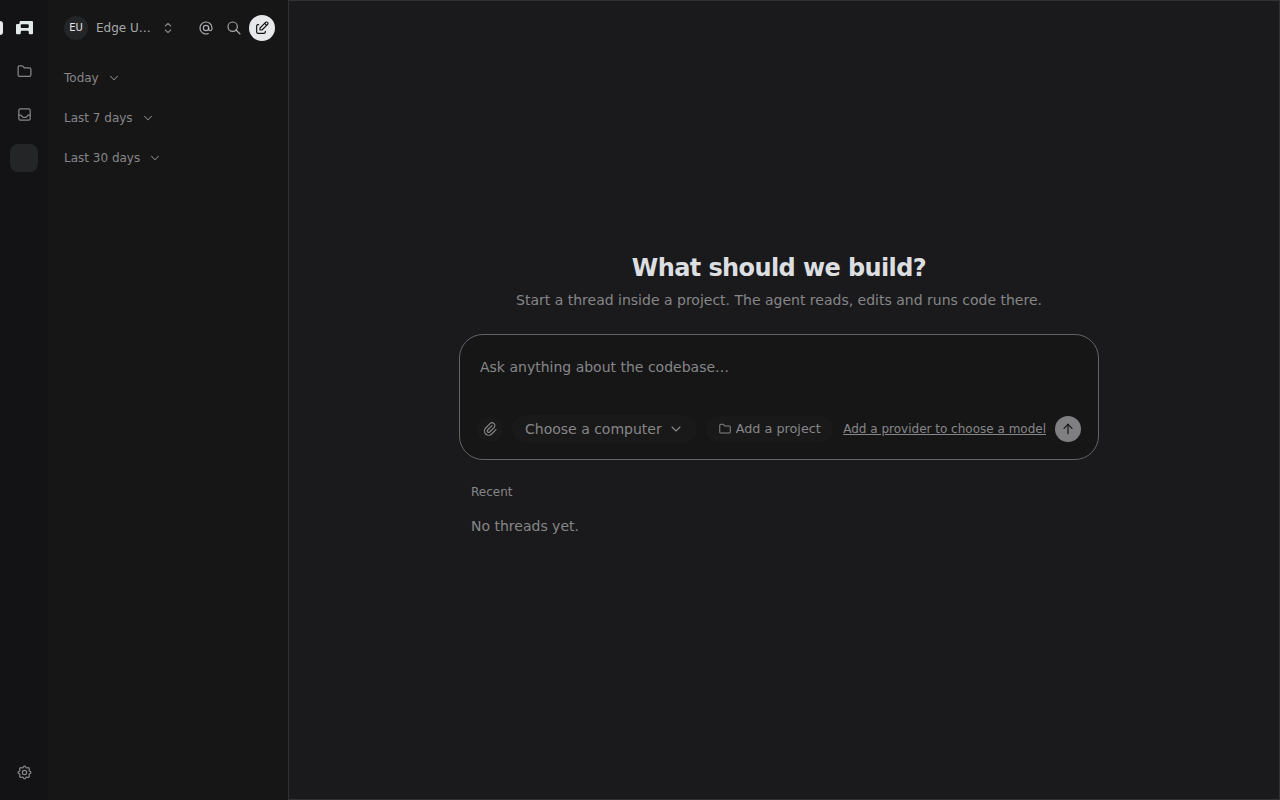 EU Edge U...
Today
Last 7 days
Last 30 days
What should we build?
Start a thread inside a project. The agent reads, edits and runs code there.
Ask anything about the codebase...
Choose a computer Add a project Add a provider to choose a model
Recent
No threads yet.